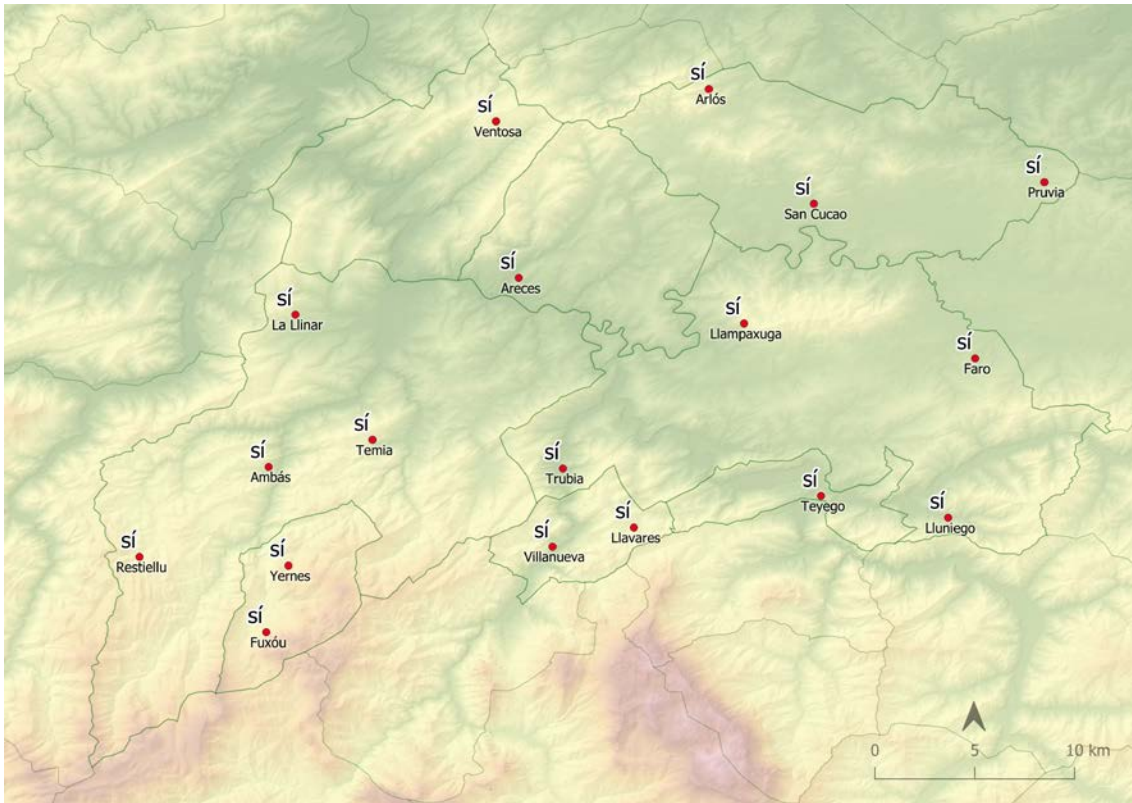 SÍ
Arlós
SÍ
Ventosa
SÍ
Pruvia
SÍ
San Cucao
SÍ
Areces
SÍ
La Llinar
SÍ
Llampaxuga
SÍ
Faro
SÍ
Temia
SÍ
Ambás
SÍ
Trubia
SÍ
Teyego
SÍ
Lluniego
SÍ
Llavares
SÍ
Villanueva
SÍ
Restiellu
SÍ
Yernes
SÍ
Fuxóu
0 5 10 km